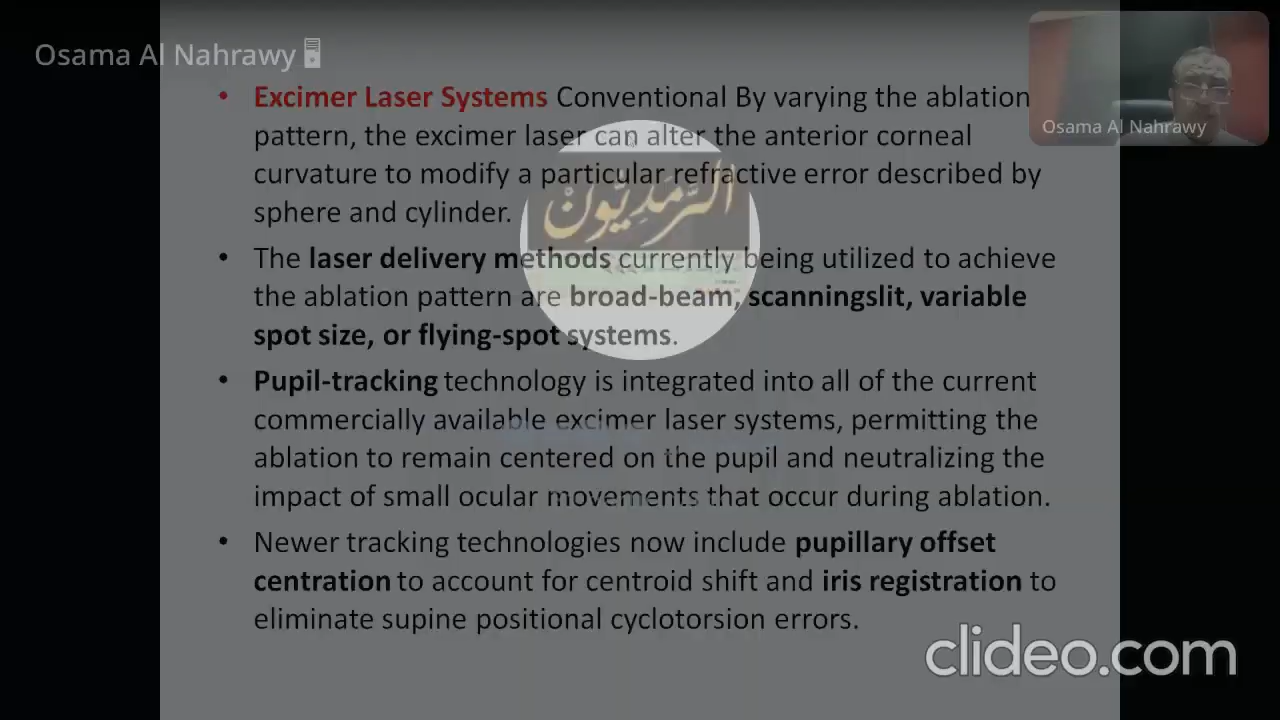 Osama Al Nahrawy
Osama Al Nahrawy
• Excimer Laser Systems Conventional By varying the ablation
pattern, the excimer laser can alter the anterior corneal
curvature to modify a particular refractive error described by
sphere and cylinder.
• The laser delivery methods currently being utilized to achieve
the ablation pattern are broad-beam, scanningslit, variable
spot size, or flying-spot systems.
• Pupil-tracking technology is integrated into all of the current
commercially available excimer laser systems, permitting the
ablation to remain centered on the pupil and neutralizing the
impact of small ocular movements that occur during ablation.
• Newer tracking technologies now include pupillary offset
centration to account for centroid shift and iris registration to
eliminate supine positional cyclotorsion errors.
الرَّمَدِيُّونْ
clideo.com